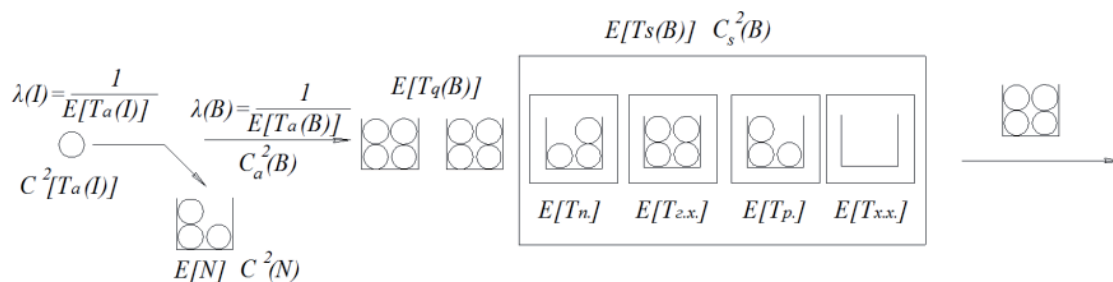 E[Ts(B)] C_s^2(B)
λ(I)=1/E[Ta(I)]
λ(B)=1/E[Ta(B)]
E[Tq(B)]
C_a^2(B)
C^2[Ta(I)]
E[Tп.]
E[Tг.х.]
E[Tр.]
E[Tх.х.]
E[N] C^2(N)